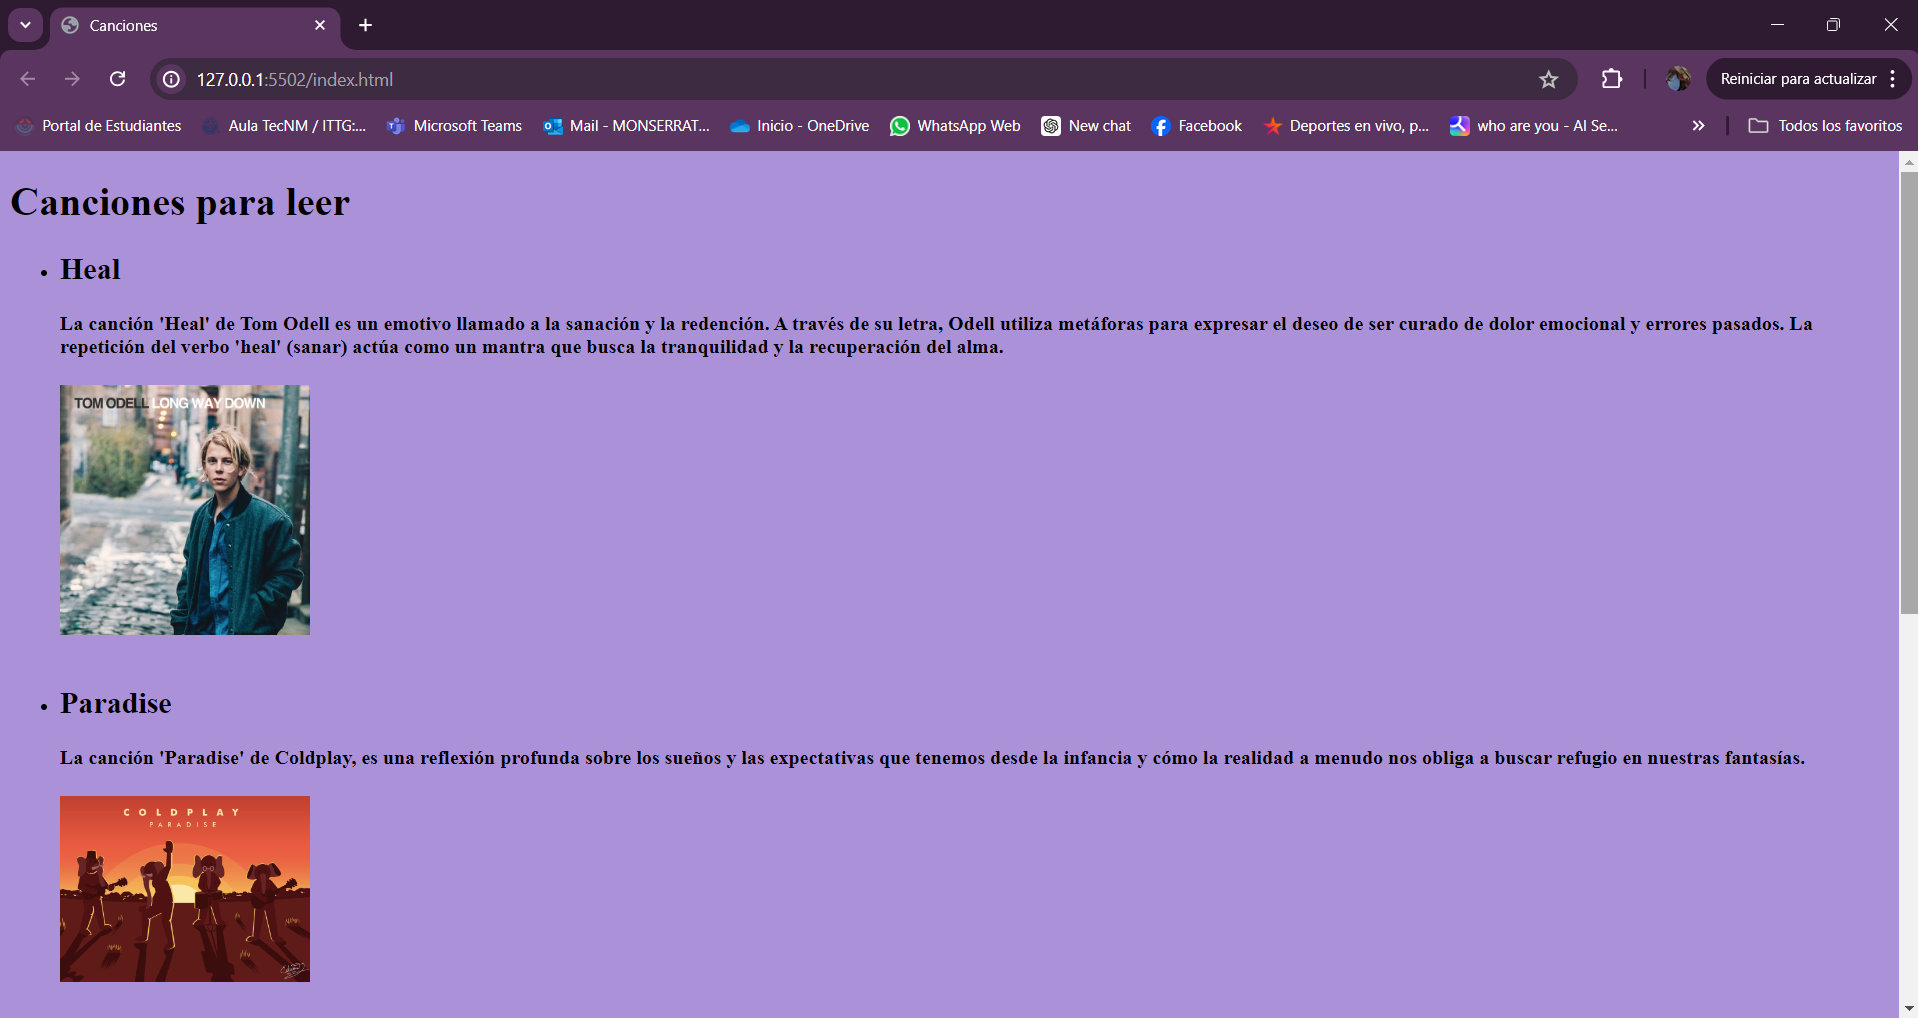 Canciones
127.0.0.1:5502/index.html
Reiniciar para actualizar
Portal de Estudiantes
Aula TecNM / ITTG:...
Microsoft Teams
Mail - MONSERRAT...
Inicio - OneDrive
WhatsApp Web
New chat
Facebook
Deportes en vivo, p...
who are you - AI Se...
Todos los favoritos
Canciones para leer
Heal
La canción 'Heal' de Tom Odell es un emotivo llamado a la sanación y la redención. A través de su letra, Odell utiliza metáforas para expresar el deseo de ser curado de dolor emocional y errores pasados. La
repetición del verbo 'heal' (sanar) actúa como un mantra que busca la tranquilidad y la recuperación del alma.
TOM ODELL LONG WAY DOWN
Paradise
La canción 'Paradise' de Coldplay, es una reflexión profunda sobre los sueños y las expectativas que tenemos desde la infancia y cómo la realidad a menudo nos obliga a buscar refugio en nuestras fantasías.
COLDPLAY
PARADISE